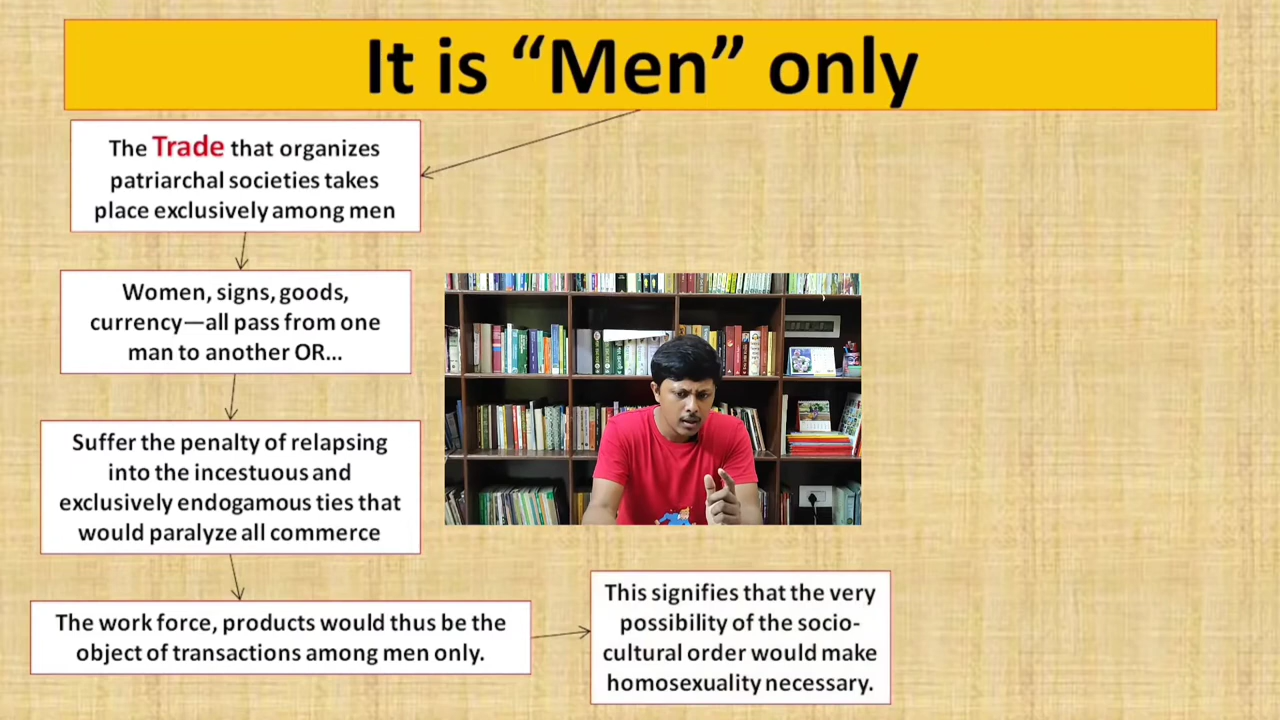 It is “Men” only
The Trade that organizes
patriarchal societies takes
place exclusively among men
Women, signs, goods,
currency—all pass from one
man to another OR...
Suffer the penalty of relapsing
into the incestuous and
exclusively endogamous ties that
would paralyze all commerce
The work force, products would thus be the
object of transactions among men only.
This signifies that the very
possibility of the socio-
cultural order would make
homosexuality necessary.